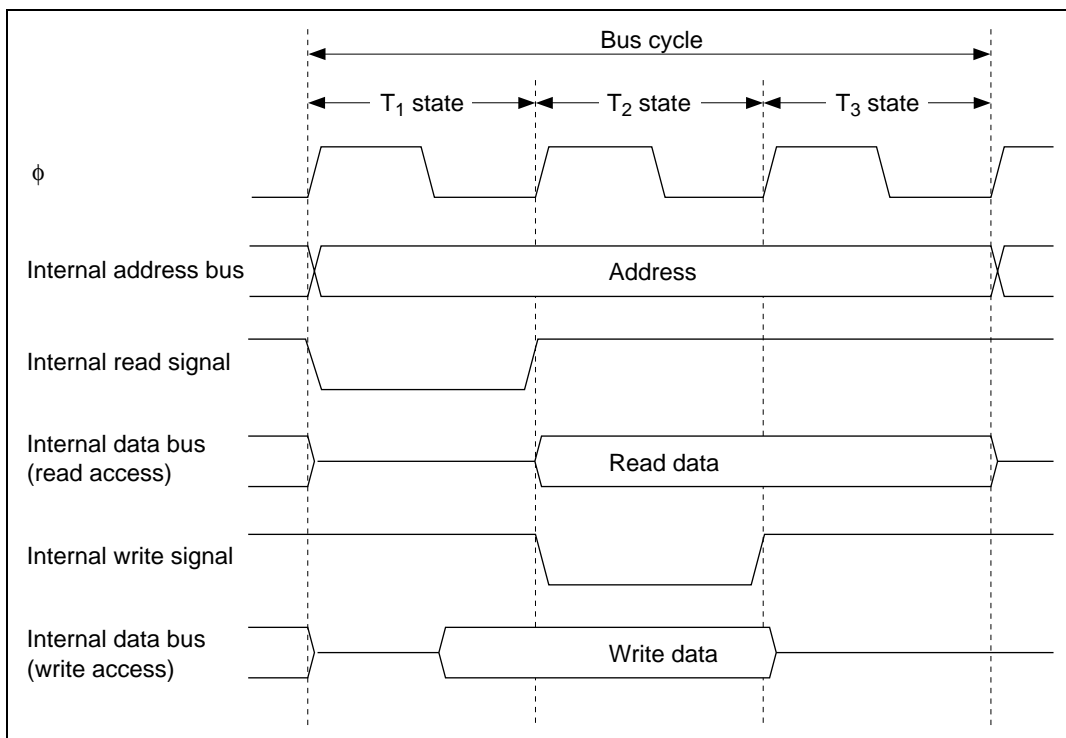 Bus cycle
T₁ state T₂ state T₃ state
ϕ
Internal address bus
Address
Internal read signal
Internal data bus
(read access)
Read data
Internal write signal
Internal data bus
(write access)
Write data